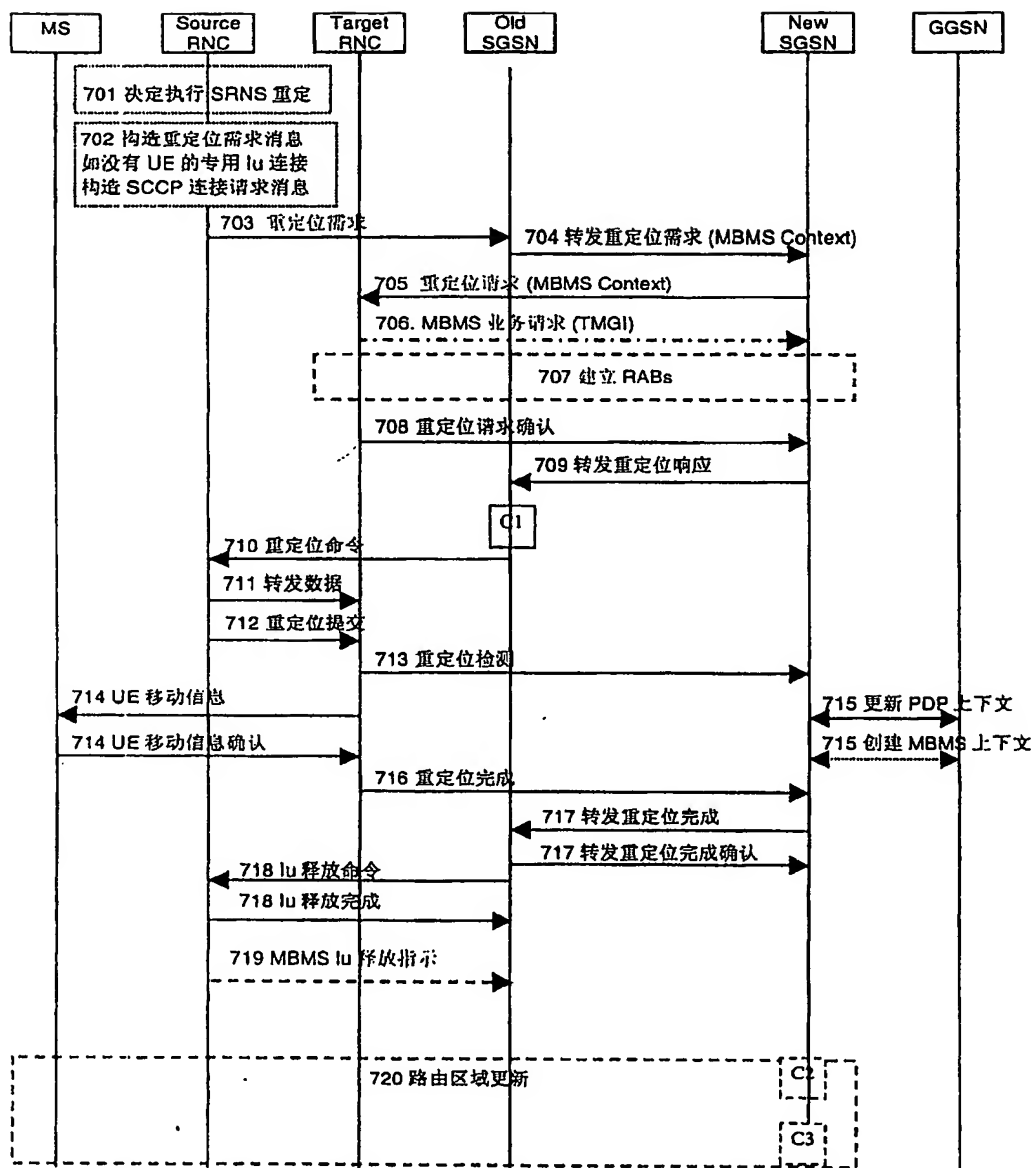 MS
Source
RNC
Target
RNC
Old
SGSN
New
SGSN
GGSN
701 决定执行 SRNS 重定
702 构造重定位需求消息
如没有 UE 的专用 Iu 连接
构造 SCCP 连接请求消息
703 重定位需求
704 转发重定位需求 (MBMS Context)
705 重定位请求 (MBMS Context)
706. MBMS 业务请求 (TMGI)
707 建立 RABs
708 重定位请求确认
709 转发重定位响应
C1
710 重定位命令
711 转发数据
712 重定位提交
713 重定位检测
714 UE 移动信息
715 更新 PDP 上下文
714 UE 移动信息确认
715 创建 MBMS 上下文
716 重定位完成
717 转发重定位完成
717 转发重定位完成确认
718 Iu 释放命令
718 Iu 释放完成
719 MBMS Iu 释放指示
720 路由区域更新
C2
C3